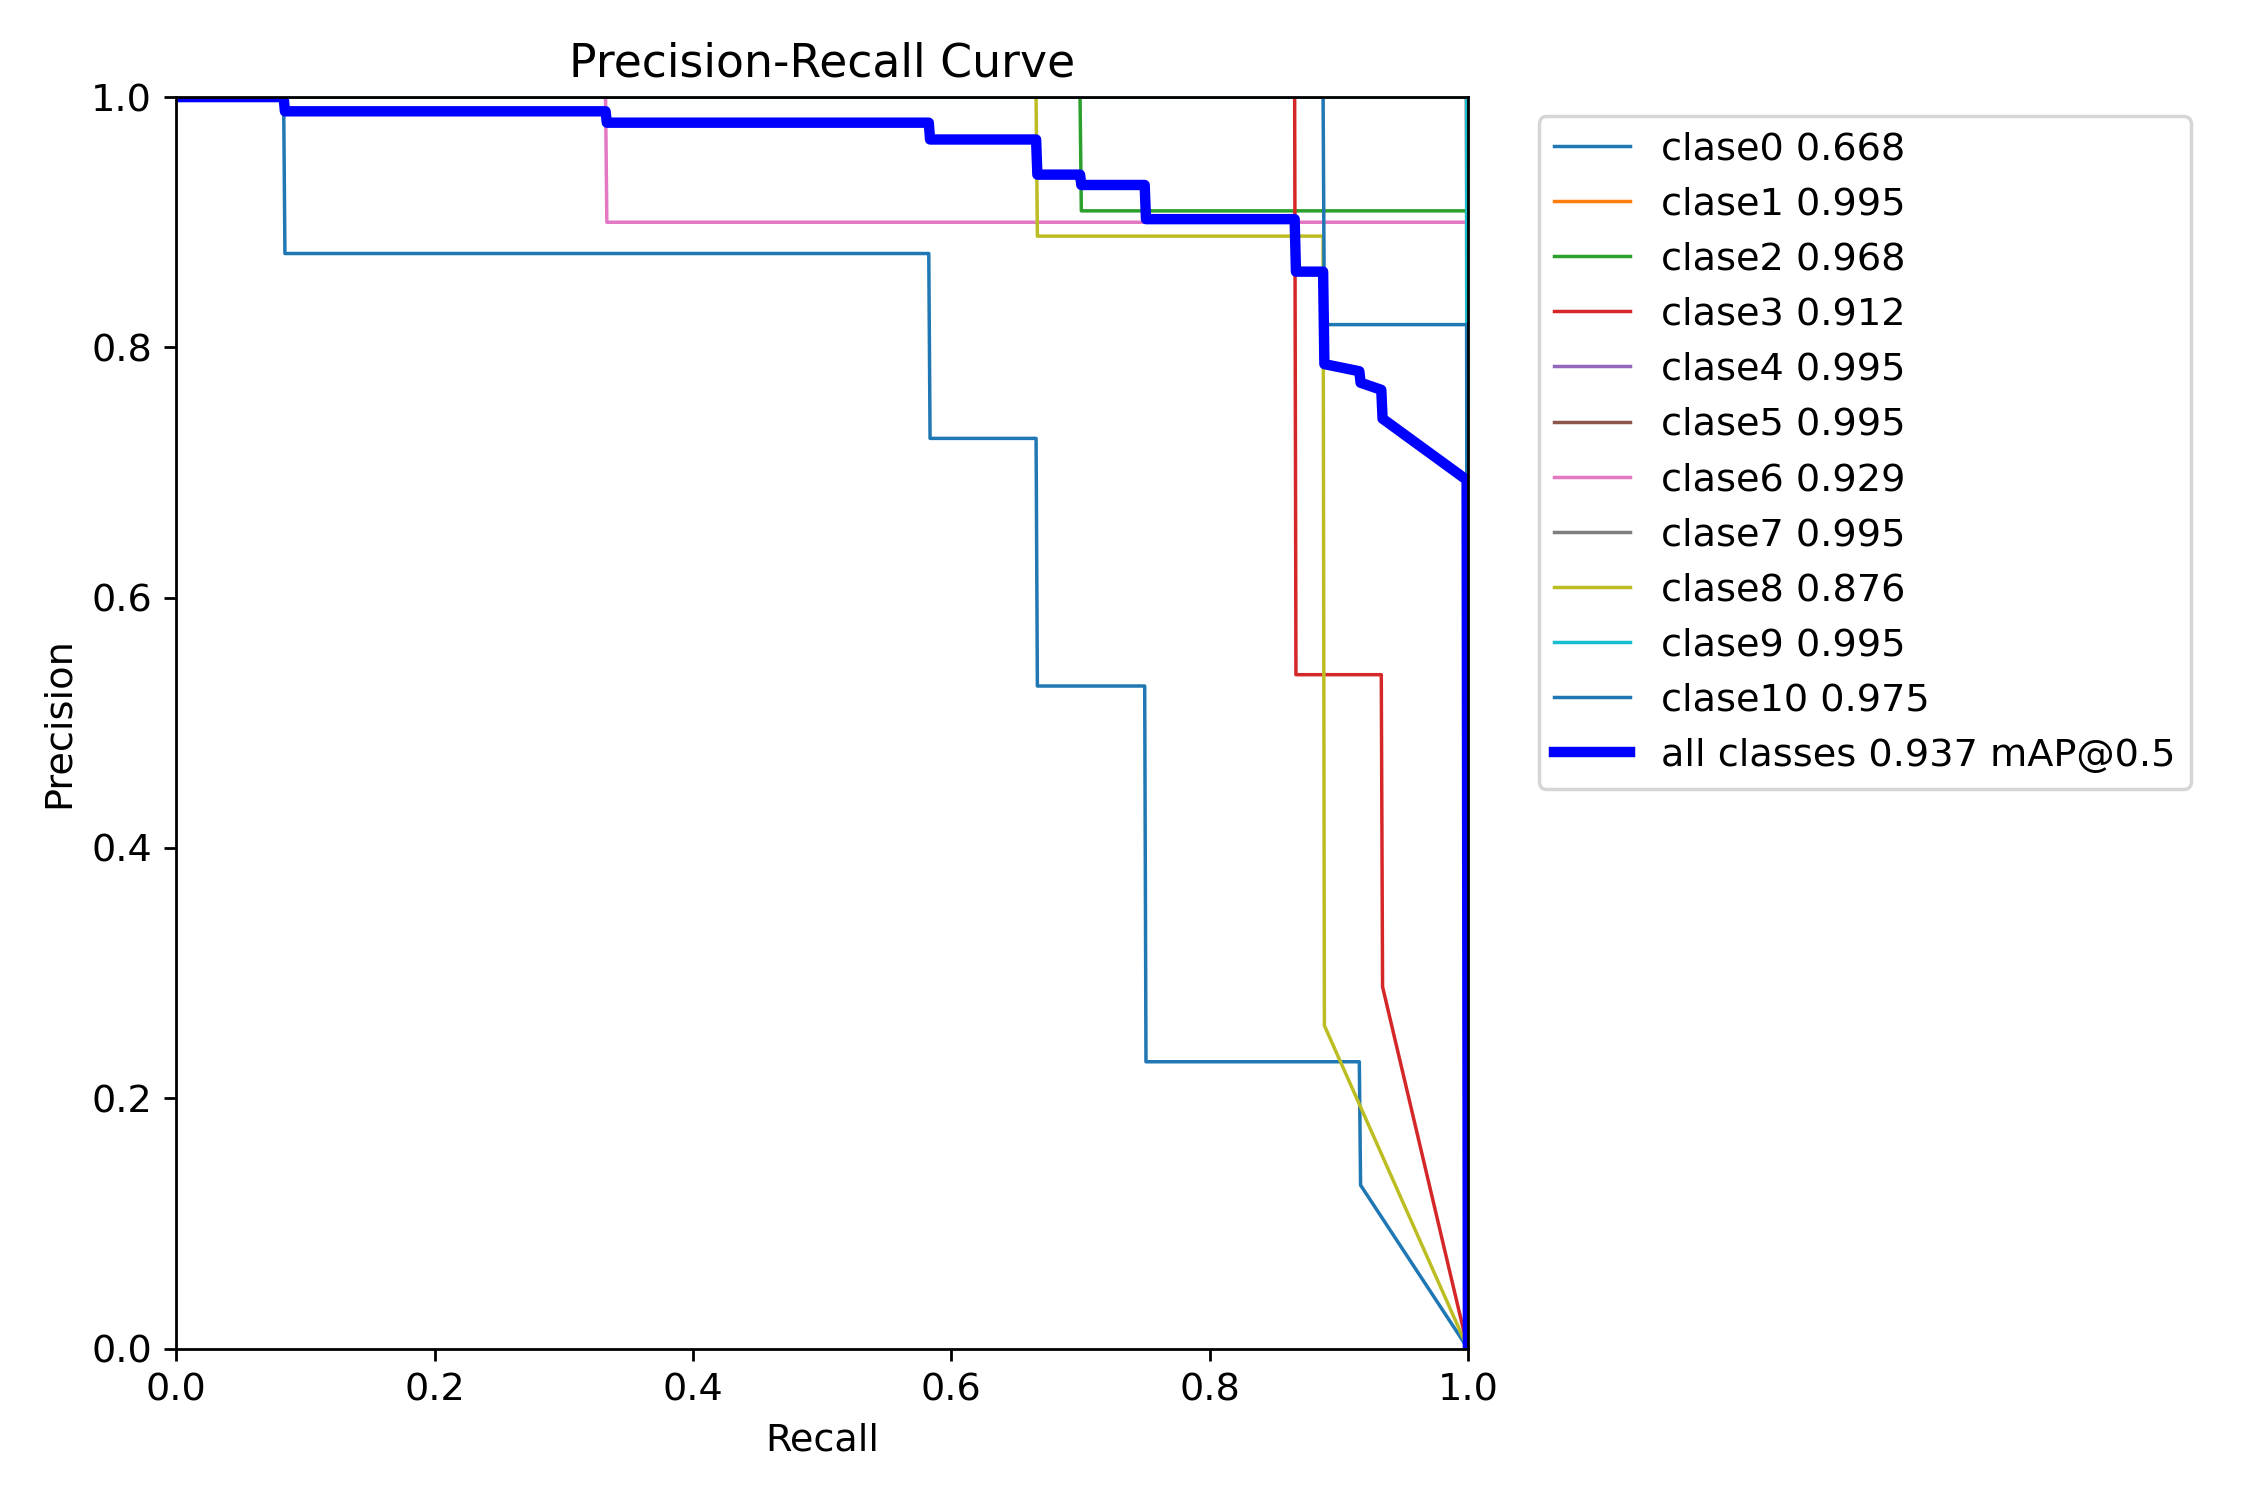 Precision-Recall Curve
1.0
0.8
0.6
0.4
0.2
0.0
Precision
0.0 0.2 0.4 0.6 0.8 1.0
Recall
clase0 0.668
clase1 0.995
clase2 0.968
clase3 0.912
clase4 0.995
clase5 0.995
clase6 0.929
clase7 0.995
clase8 0.876
clase9 0.995
clase10 0.975
all classes 0.937 mAP@0.5